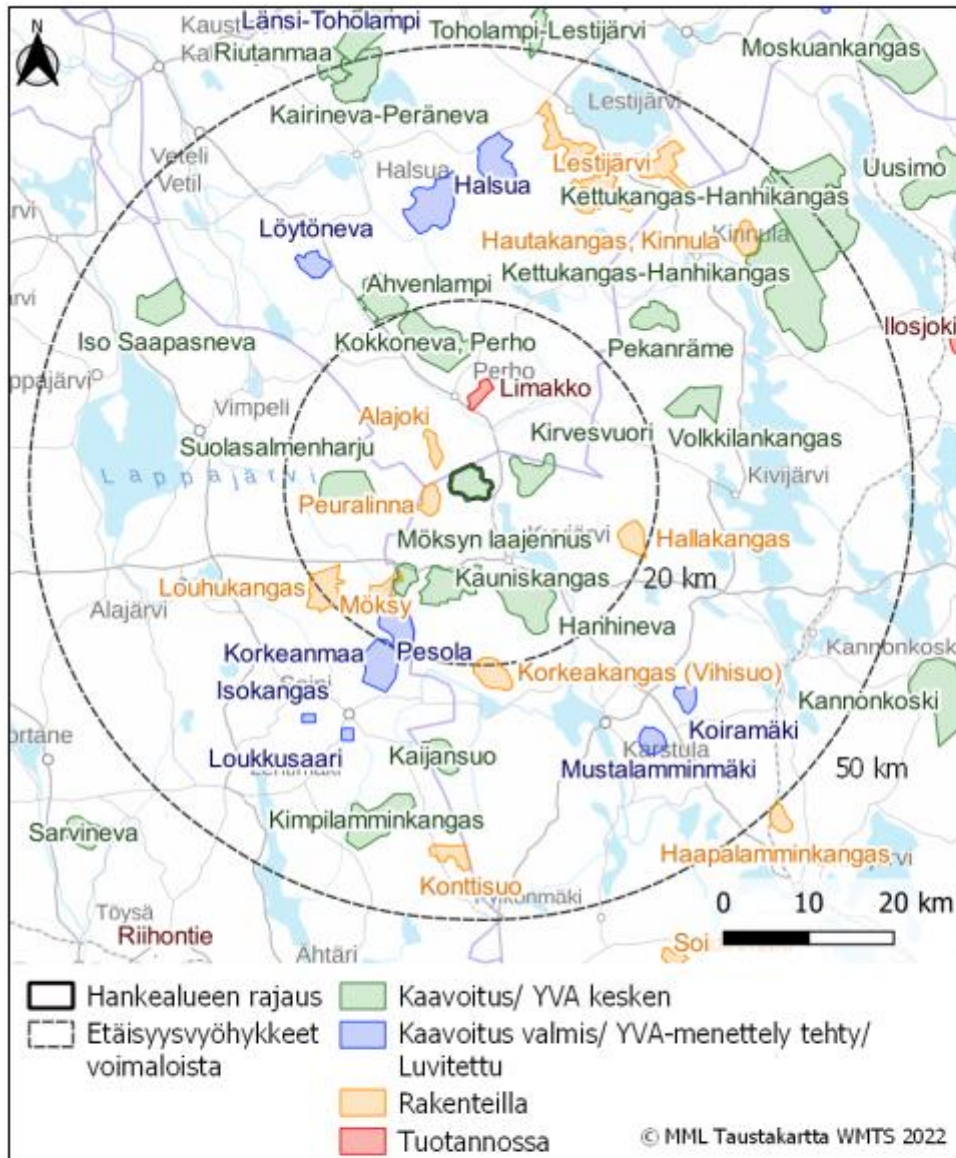 N
Länsi-Toholampi
Toholampi-Lestijärvi
Riutanmaa
Moskuankangas
Kairineva-Peräneva
Lestijärvi
Lestijärvi
Veteli
Vetil
Halsua
Halsua
Uusimo
Kettukangas-Hanhikangas
Löytöneva
Hautakangas, Kinnula
Kinnula
Kettukangas-Hanhikangas
Ahvenlampi
Ilosjoki
Iso Saapasneva
Kokkoneva, Perho
Pekanräme
Perho
Limakko
Vimpeli
Alajoki
Kirvesvuori
Volkkilankangas
Suolasalmenharju
Lappajärvi
Kivijärvi
Peuralinna
Möksyn laajennus
Hallakangas
Kauniskangas
20 km
Louhukangas
Möksy
Alajärvi
Hanhineva
Korkeanmaa
Pesola
Kannonkoski
Korkeakangas (Vihisuo)
Isokangas
Kannonkoski
Koiramäki
Loukkusaari
Kaijansuo
Karstula
Mustalamminmäki
50 km
Kimpilamminkangas
Sarvineva
Haapalamminkangas
Konttisuo
0 10 20 km
Töysä
Riihontie
Ähtäri
Soi
Hankealueen rajaus
Etäisyysvyöhykkeet
voimaloista
Kaavoitus/ YVA kesken
Kaavoitus valmis/ YVA-menettely tehty/
Luvitettu
Rakenteilla
Tuotannossa
© MML Taustakartta WMTS 2022